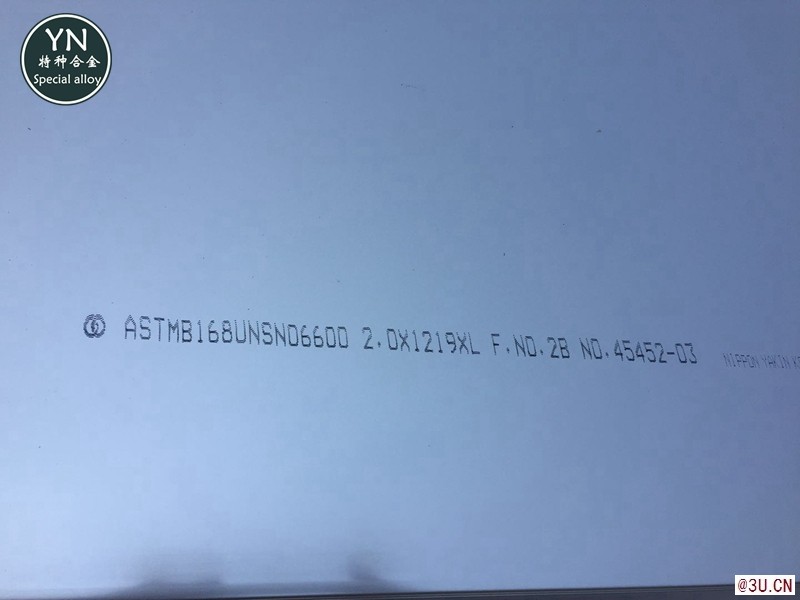 YN
特种合金
Special alloy
ASTMB168UNSN06600 2.0X1219XL F.NO.2B NO.45452-03 NIPPON YAKIN
@3U.CN